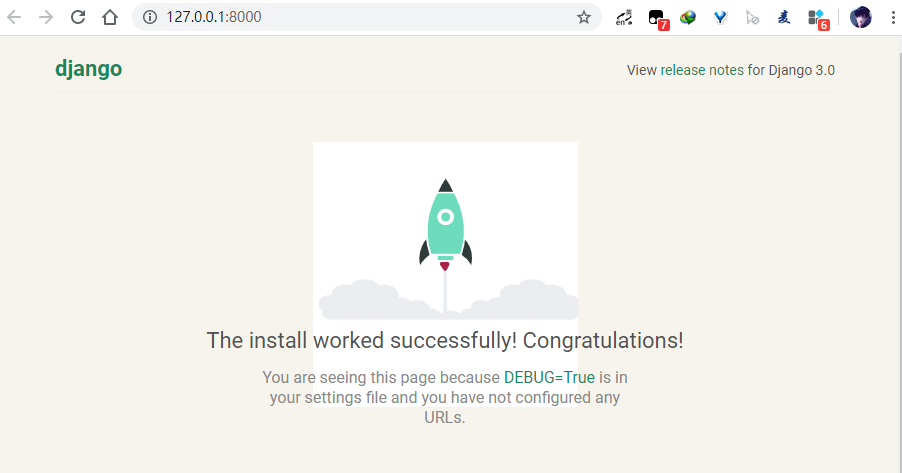 127.0.0.1:8000
en 英
7
6
django
View release notes for Django 3.0
The install worked successfully! Congratulations!
You are seeing this page because DEBUG=True is in
your settings file and you have not configured any
URLs.